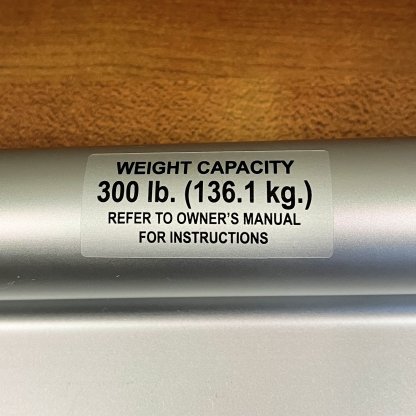 WEIGHT CAPACITY
300 lb. (136.1 kg.)
REFER TO OWNER'S MANUAL
FOR INSTRUCTIONS